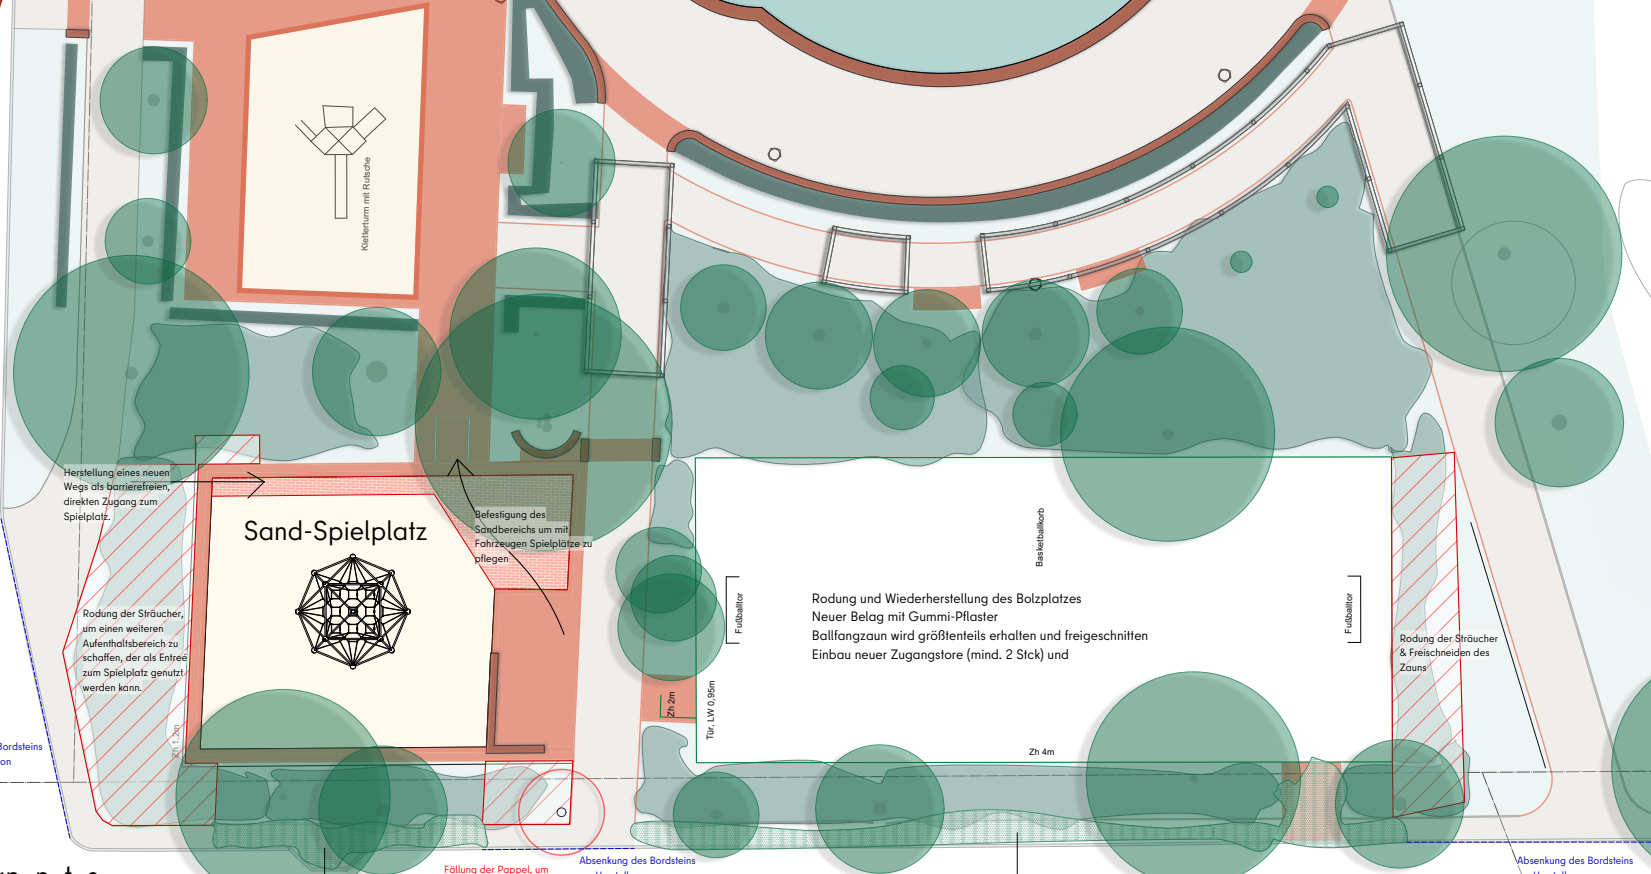 Kletterturm mit Rutsche
Herstellung eines neuen
Wegs als barrierefreien,
direkten Zugang zum
Spielplatz.
Sand-Spielplatz
Befestigung des
Sandbereichs um mit
Fahrzeugen Spielplätze zu
pflegen
Rodung der Sträucher,
um einen weiteren
Aufenthaltsbereich zu
schaffen, der als Entreé
zum Spielplatz genutzt
werden kann.
Zh 1,2m
Basketballkorb
Fußballtor
Rodung und Wiederherstellung des Bolzplatzes
Neuer Belag mit Gummi-Pflaster
Ballfangzaun wird größtenteils erhalten und freigeschnitten
Einbau neuer Zugangstore (mind. 2 Stck) und
Fußballtor
Rodung der Sträucher
& Freischneiden des
Zauns
Zh 2m
Tür, LW 0,95m
Zh 4m
Bordsteins
on
Fällung der Pappel, um
Absenkung des Bordsteins
Absenkung des Bordsteins